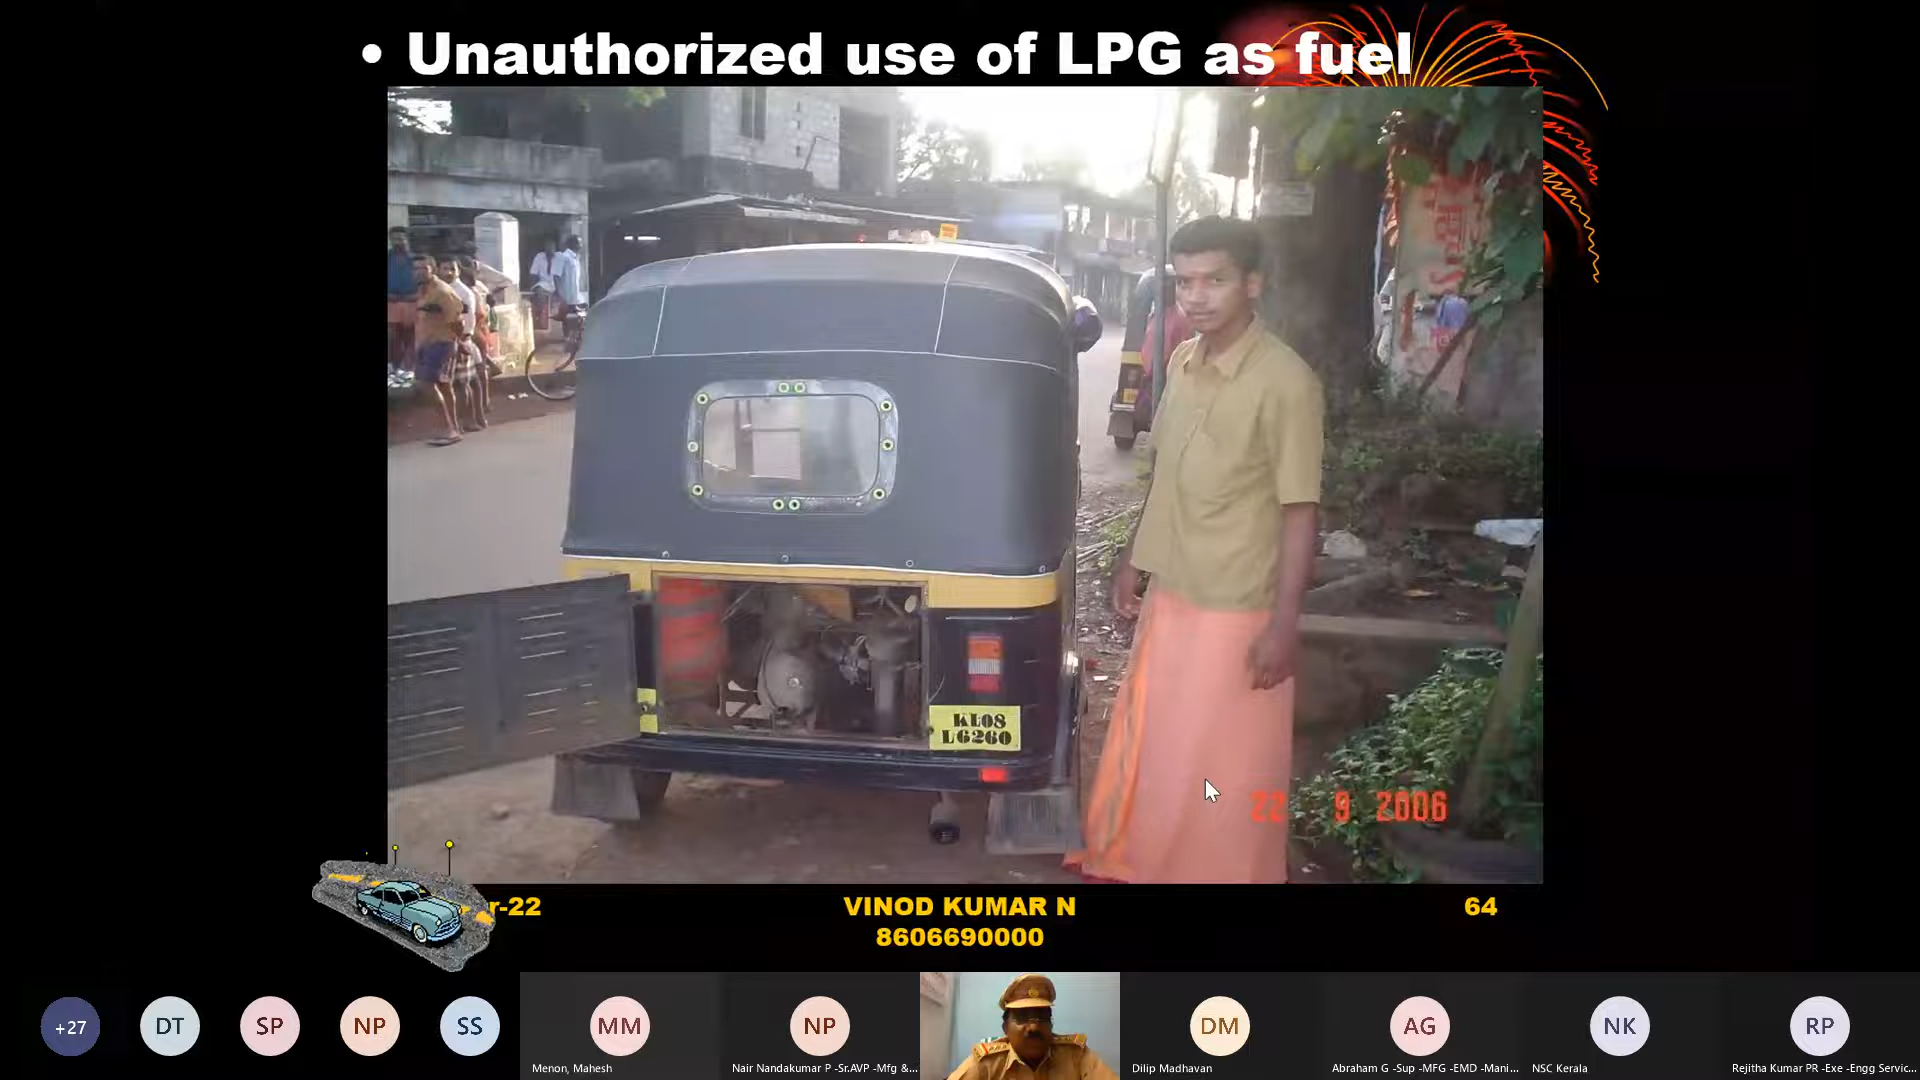 • Unauthorized use of LPG as fuel
KL08
L6260
22 9 2006
r-22
VINOD KUMAR N
8606690000
64
+27
DT
SP
NP
SS
MM
NP
DM
AG
NK
RP
Menon, Mahesh
Nair Nandakumar P -Sr.AVP -Mfg &...
Dilip Madhavan
Abraham G -Sup -MFG -EMD -Mani...
NSC Kerala
Rejitha Kumar PR -Exe -Engg Servic...